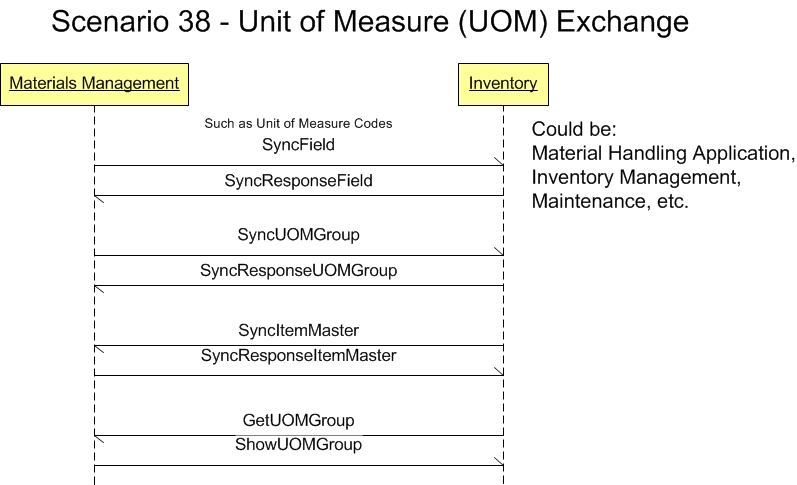 Scenario 38 - Unit of Measure (UOM) Exchange
Materials Management
Inventory
Such as Unit of Measure Codes
SyncField
SyncResponseField
Could be:
Material Handling Application,
Inventory Management,
Maintenance, etc.
SyncUOMGroup
SyncResponseUOMGroup
SyncItemMaster
SyncResponseItemMaster
GetUOMGroup
ShowUOMGroup